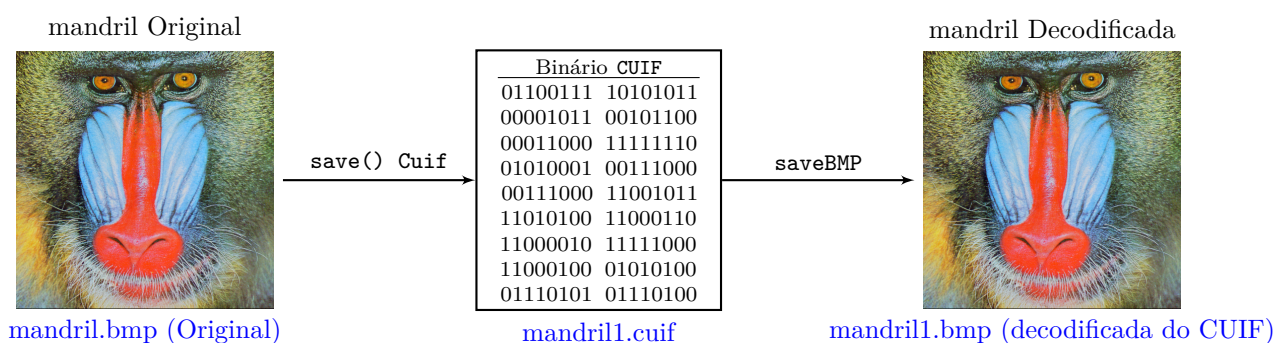 mandril Original
mandril.bmp (Original)
save() Cuif
Binário CUIF
01100111 10101011
00001011 00101100
00011000 11111110
01010001 00111000
00111000 11001011
11010100 11000110
11000010 11111000
11000100 01010100
01110101 01110100
mandril1.cuif
saveBMP
mandril Decodificada
mandril1.bmp (decodificada do CUIF)